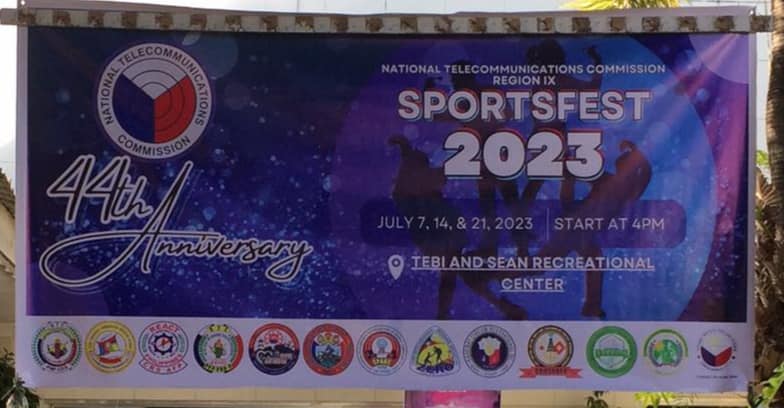 NATIONAL TELECOMMUNICATIONS
COMMISSION
44th
Anniversary
NATIONAL TELECOMMUNICATIONS COMMISSION
REGION IX
SPORTSFEST
2023
JULY 7, 14, & 21, 2023 | START AT 4PM
TEBI AND SEAN RECREATIONAL
CENTER
REACT